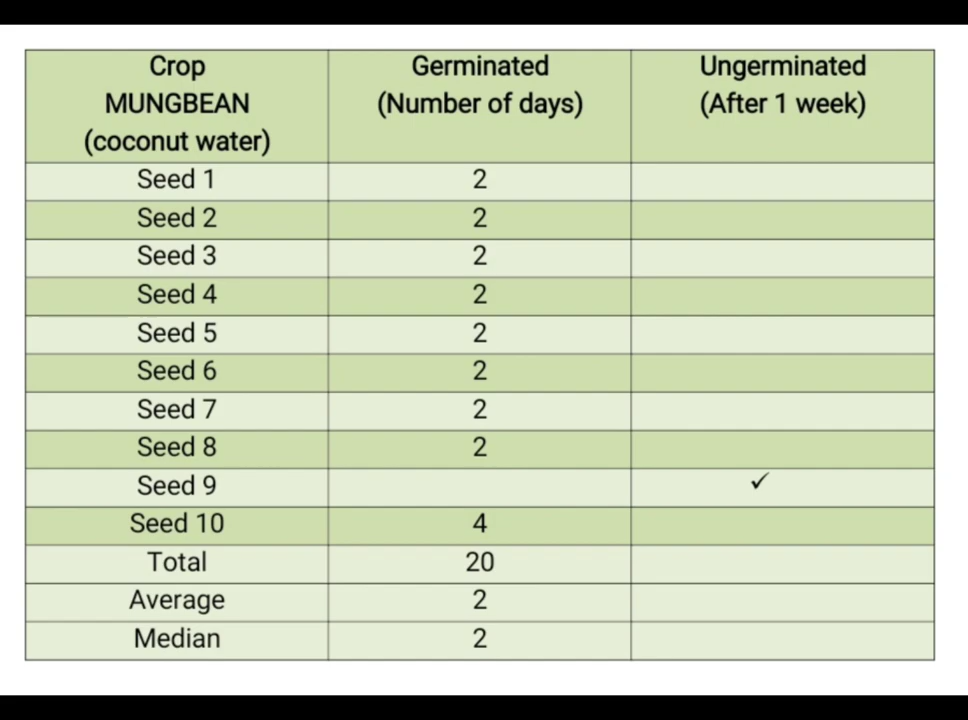 Crop
MUNGBEAN
(coconut water)
Germinated
(Number of days)
Ungerminated
(After 1 week)
Seed 1 2
Seed 2 2
Seed 3 2
Seed 4 2
Seed 5 2
Seed 6 2
Seed 7 2
Seed 8 2
Seed 9 ✓
Seed 10 4
Total 20
Average 2
Median 2